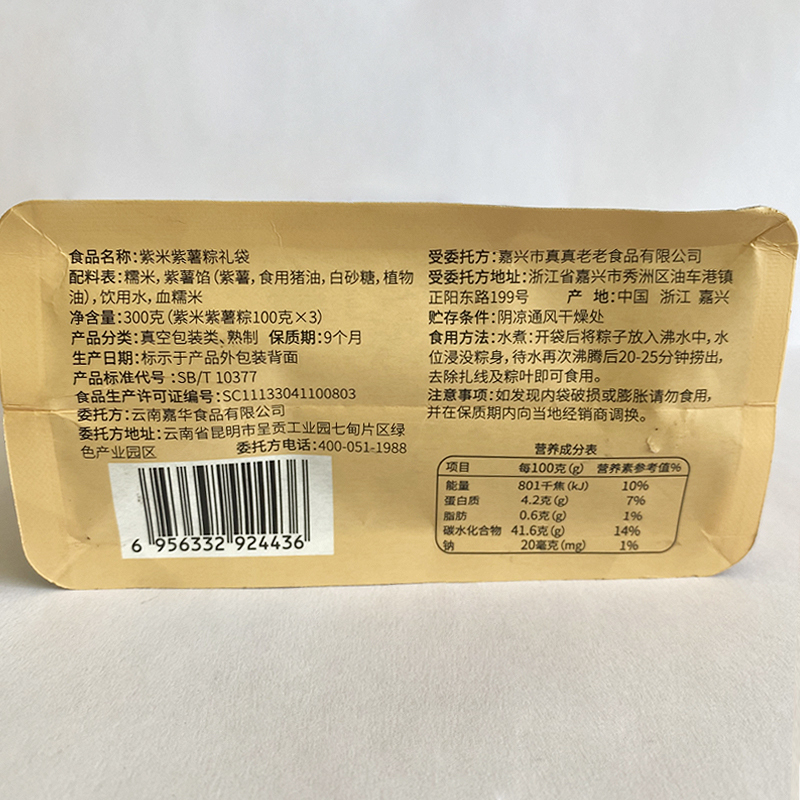 食品名称:紫米紫薯粽礼袋
配料表:糯米,紫薯馅(紫薯,食用猪油,白砂糖,植物
油),饮用水,血糯米
净含量:300克(紫米紫薯粽100克×3)
产品分类:真空包装类、熟制 保质期:9个月
生产日期:标示于产品外包装背面
产品标准代号:SB/T 10377
食品生产许可证编号:SC11133041100803
委托方:云南嘉华食品有限公司
委托方地址:云南省昆明市呈贡工业园七甸片区绿
色产业园区 委托方电话:400-051-1988
6 956332 924436
受委托方:嘉兴市真真老老食品有限公司
受委托方地址:浙江省嘉兴市秀洲区油车港镇
正阳东路199号 产 地:中国 浙江 嘉兴
贮存条件:阴凉通风干燥处
食用方法:水煮:开袋后将粽子放入沸水中,水
位浸没粽身,待水再次沸腾后20-25分钟捞出,
去除扎线及粽叶即可食用。
注意事项:如发现内袋破损或膨胀请勿食用,
并在保质期内向当地经销商调换。
营养成分表
项目 每100克(g) 营养素参考值%
能量 801千焦(kJ) 10%
蛋白质 4.2克(g) 7%
脂肪 0.6克(g) 1%
碳水化合物 41.6克(g) 14%
钠 20毫克(mg) 1%